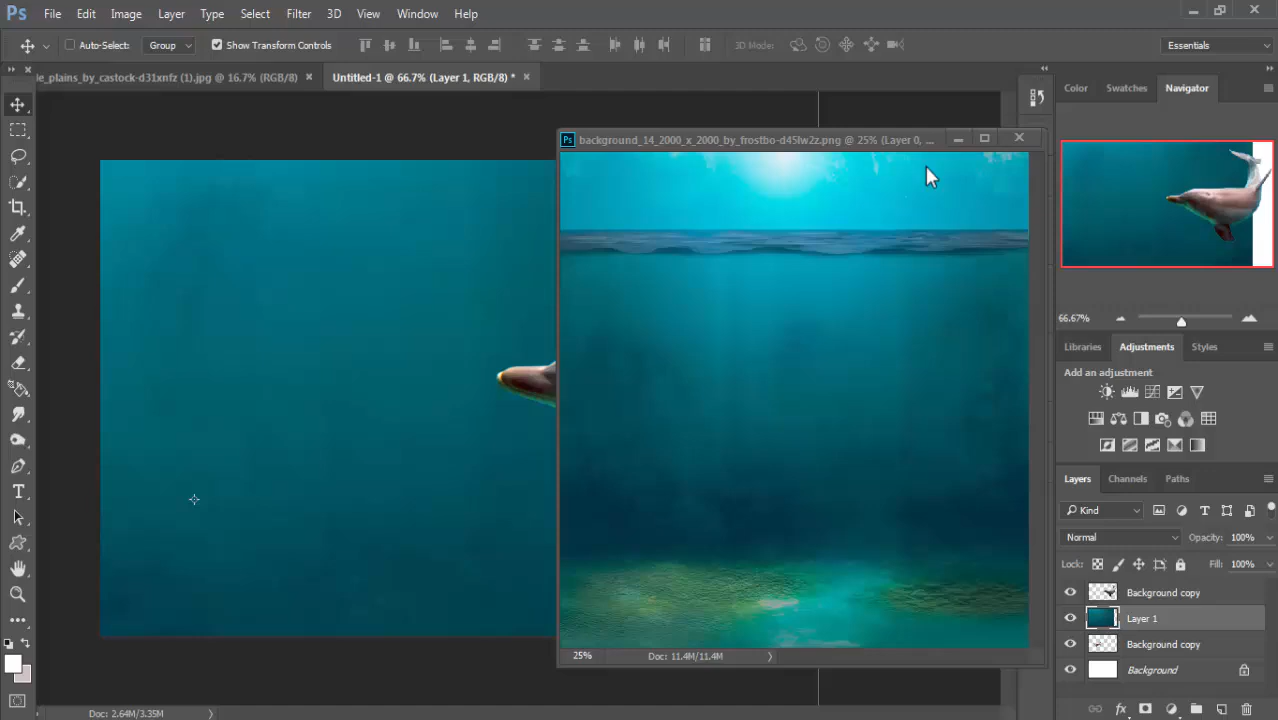 Ps File Edit Image Layer Type Select Filter 3D View Window Help
Auto-Select: Group Show Transform Controls 3D Mode: Essentials
le_plains_by_castock-d31xnfz (1).jpg @ 16.7% (RGB/8) × Untitled-1 @ 66.7% (Layer 1, RGB/8) * ×
Color Swatches Navigator
Ps background_14_2000_x_2000_by_frostbo-d45lw2z.png @ 25% (Layer 0, ...
66.67%
Libraries Adjustments Styles
Add an adjustment
Layers Channels Paths
Kind
Normal Opacity: 100%
Lock: Fill: 100%
Background copy
Layer 1
Background copy
Background
25% Doc: 11.4M/11.4M
Doc: 2.64M/3.35M